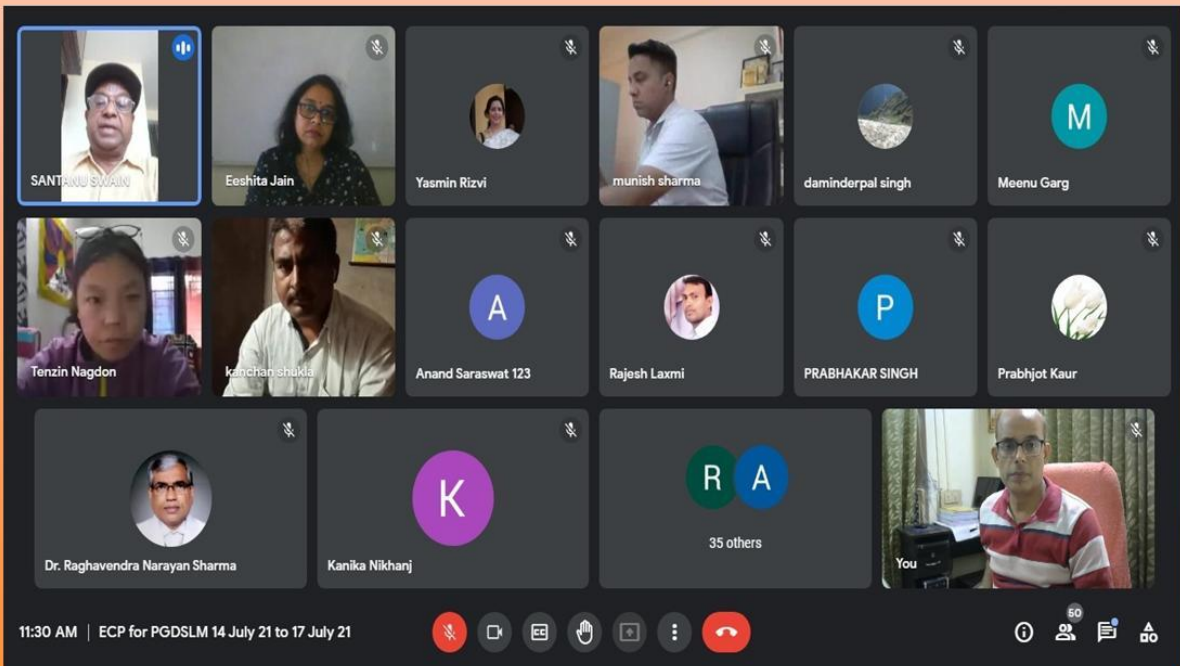 SANTANU SWAIN
Eeshita Jain
Yasmin Rizvi
munish sharma
daminderpal singh
M
Meenu Garg
Tenzin Nagdon
kanchan shukla
A
Anand Saraswat 123
Rajesh Laxmi
P
PRABHAKAR SINGH
Prabhjot Kaur
Dr. Raghavendra Narayan Sharma
K
Kanika Nikhanj
R A
35 others
You
11:30 AM | ECP for PGDSLM 14 July 21 to 17 July 21
CC
50